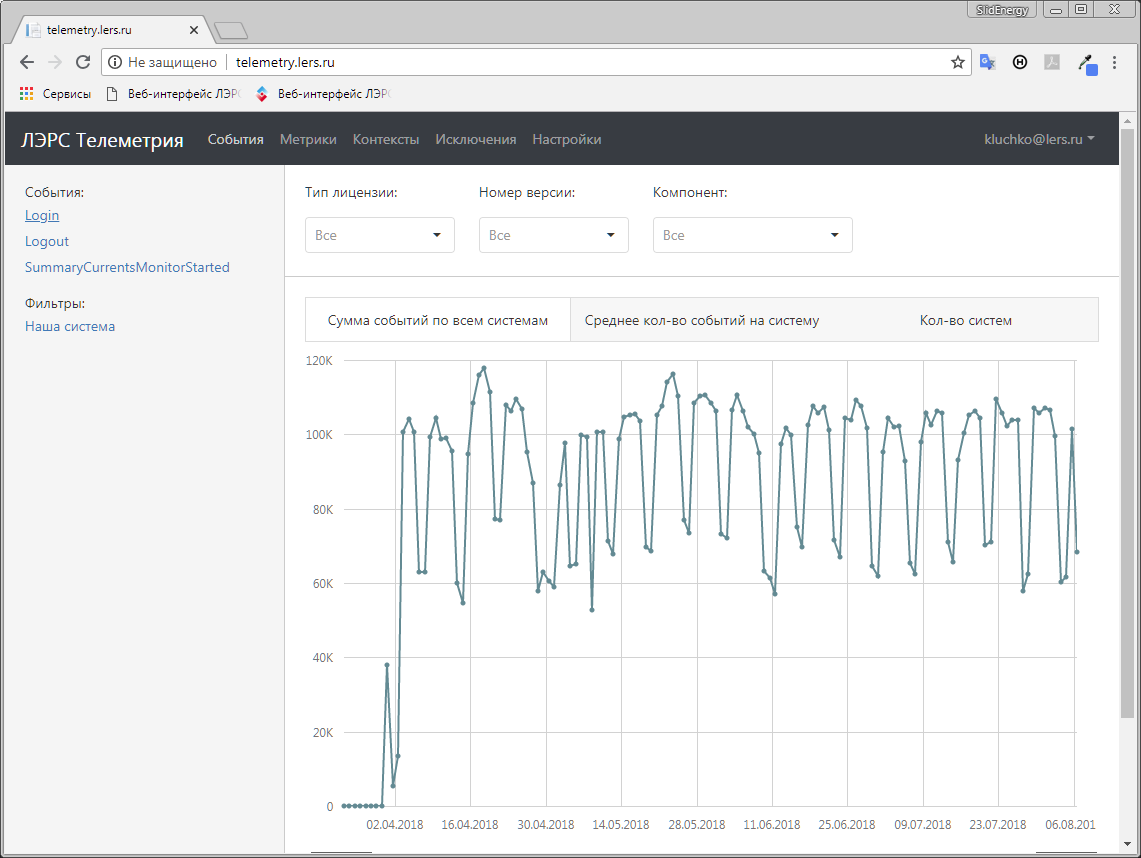 SlidEnergy
telemetry.lers.ru
Не защищено telemetry.lers.ru
Сервисы Веб-интерфейс ЛЭРС Веб-интерфейс ЛЭРС
ЛЭРС Телеметрия События Метрики Контексты Исключения Настройки kluchko@lers.ru
События:
Login
Logout
SummaryCurrentsMonitorStarted
Фильтры:
Наша система
Тип лицензии: Номер версии: Компонент:
Все Все Все
Сумма событий по всем системам Среднее кол-во событий на систему Кол-во систем
120K
100K
80K
60K
40K
20K
0
02.04.2018 16.04.2018 30.04.2018 14.05.2018 28.05.2018 11.06.2018 25.06.2018 09.07.2018 23.07.2018 06.08.201